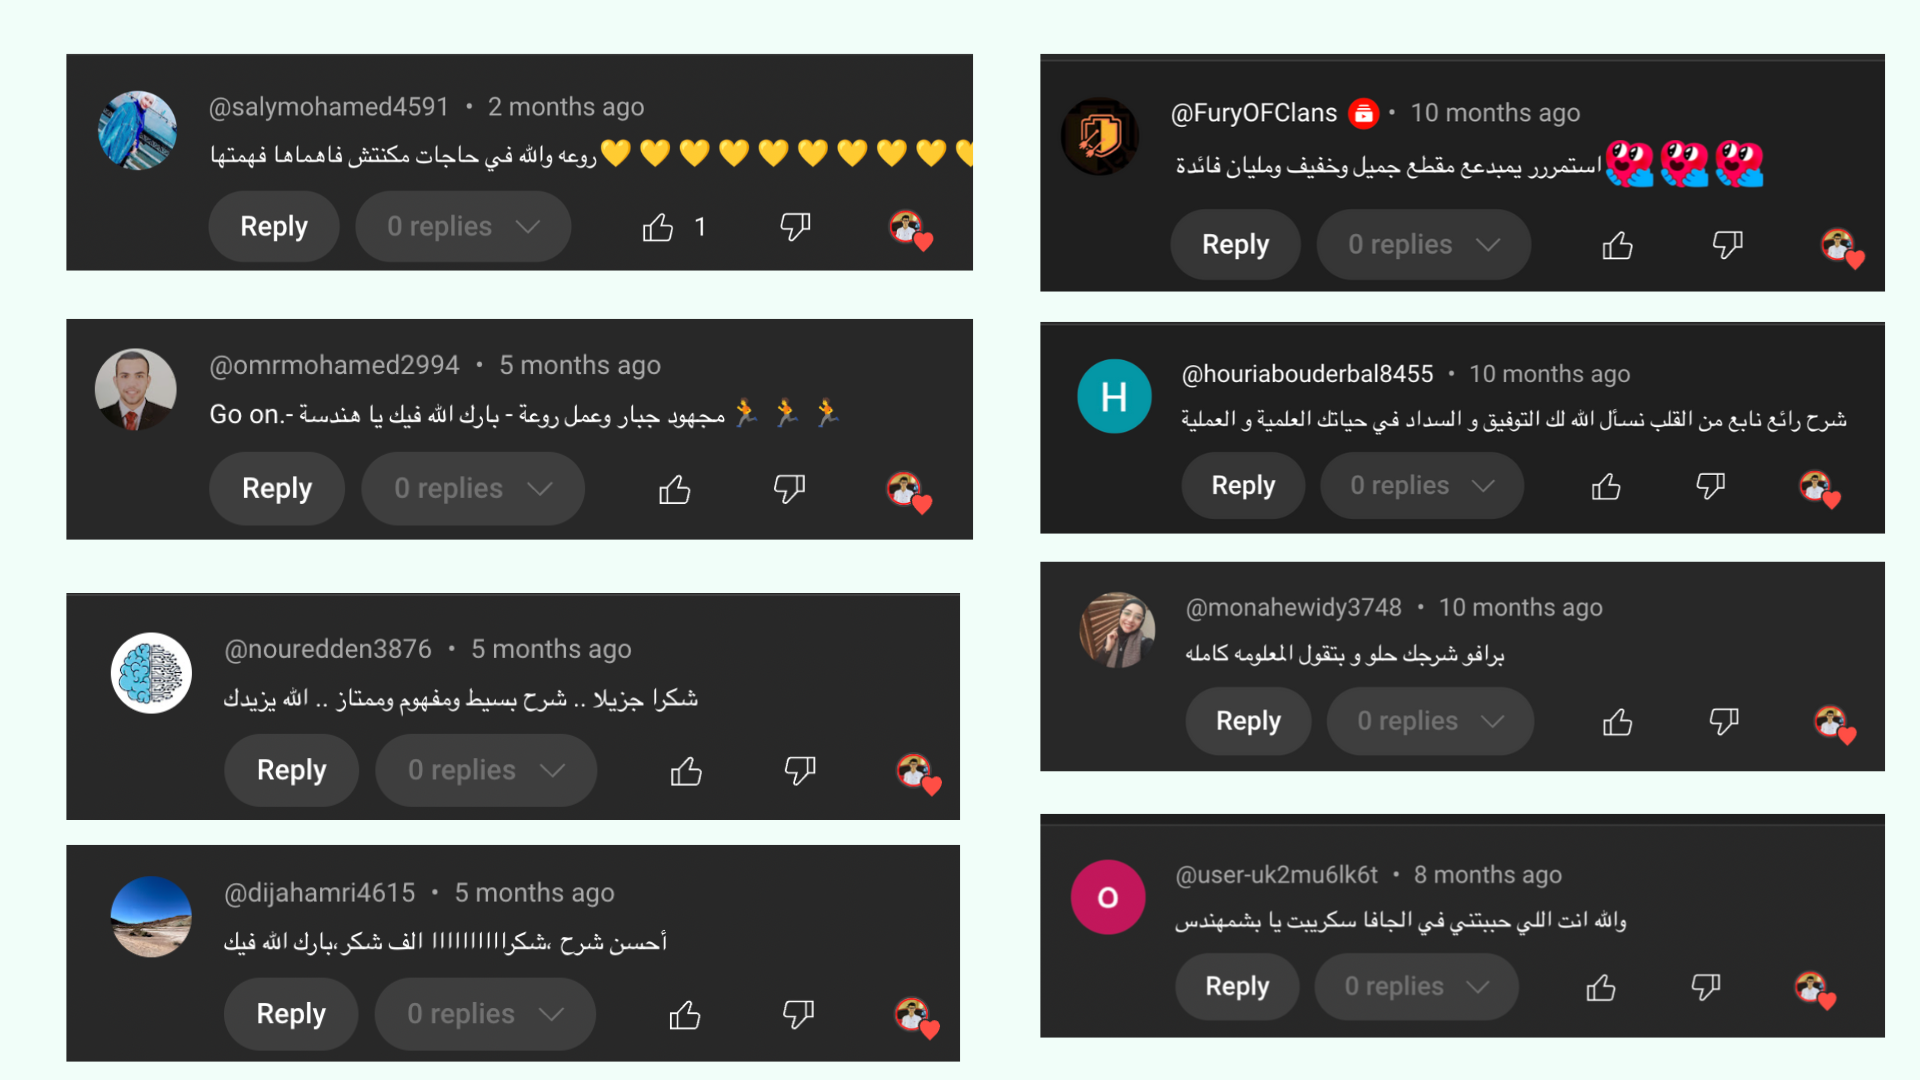 @salymohamed4591 • 2 months ago
روعه والله في حاجات مكنتش فاهماها فهمتها💛💛💛💛💛💛💛💛💛💛
Reply 0 replies 1
@omrmohamed2994 • 5 months ago
Go on.- مجهود جبار وعمل روعة - بارك الله فيك يا هندسة 🏃 🏃 🏃
Reply 0 replies
@nouredden3876 • 5 months ago
شكرا جزيلا .. شرح بسيط ومفهوم وممتاز .. الله يزيدك
Reply 0 replies
@dijahamri4615 • 5 months ago
أحسن شرح ،شكراااااااااااا الف شكر،بارك الله فيك
Reply 0 replies
@FuryOFClans • 10 months ago
استمررر يمبدعع مقطع جميل وخفيف ومليان فائدة
Reply 0 replies
H
@houriabouderbal8455 • 10 months ago
شرح رائع نابع من القلب نسأل الله لك التوفيق و السداد في حياتك العلمية و العملية
Reply 0 replies
@monahewidy3748 • 10 months ago
برافو شرجك حلو و بتقول المعلومه كامله
Reply 0 replies
o
@user-uk2mu6lk6t • 8 months ago
والله انت اللي حببتني في الجافا سكريبت يا بشمهندس
Reply 0 replies